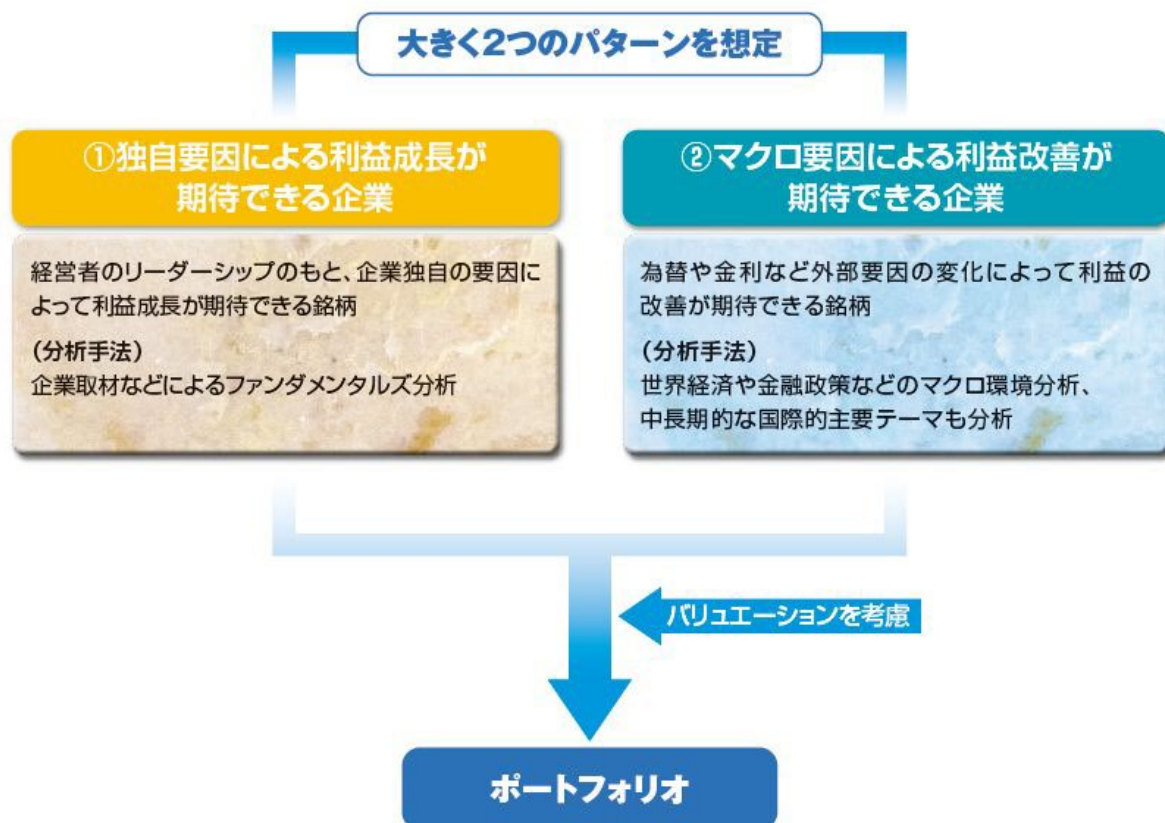 大きく2つのパターンを想定
①独自要因による利益成長が
期待できる企業
経営者のリーダーシップのもと、企業独自の要因に
よって利益成長が期待できる銘柄
(分析手法)
企業取材などによるファンダメンタルズ分析
②マクロ要因による利益改善が
期待できる企業
為替や金利など外部要因の変化によって利益の
改善が期待できる銘柄
(分析手法)
世界経済や金融政策などのマクロ環境分析、
中長期的な国際的主要テーマも分析
バリュエーションを考慮
ポートフォリオ